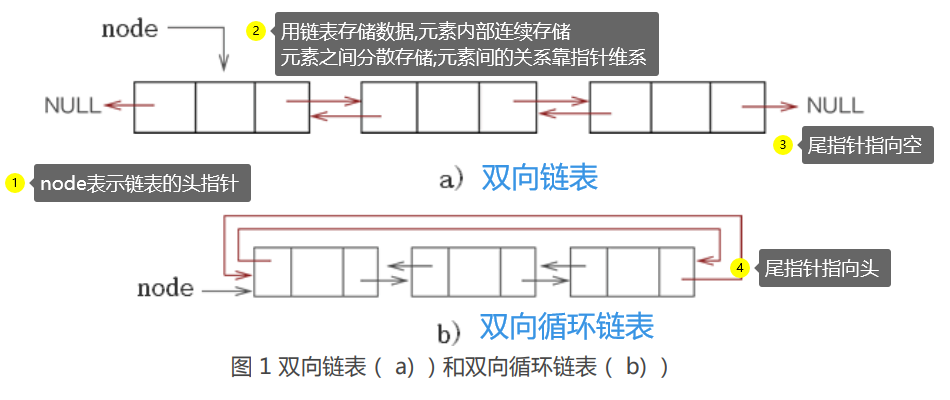 node
2 用链表存储数据,元素内部连续存储
元素之间分散存储;元素间的关系靠指针维系
NULL
NULL
3 尾指针指向空
1 node表示链表的头指针
a) 双向链表
4 尾指针指向头
node
b) 双向循环链表
图 1 双向链表( a) )和双向循环链表( b) )